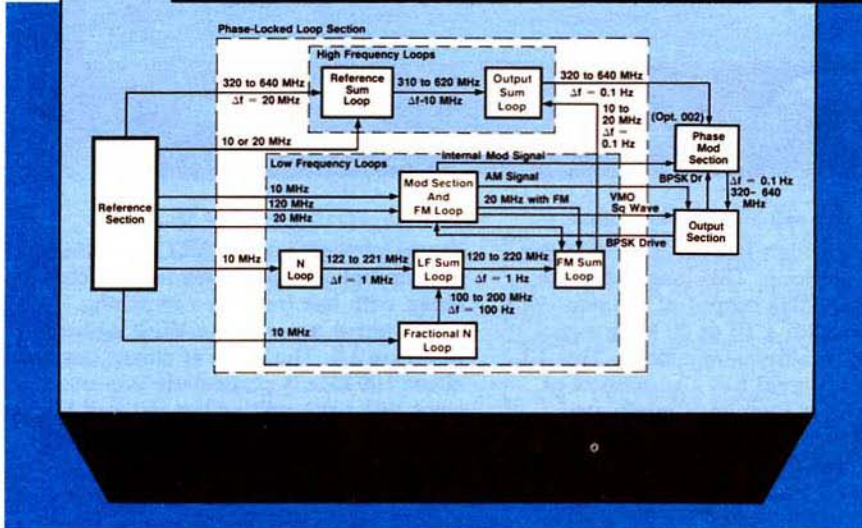 Phase-Locked Loop Section
High Frequency Loops
320 to 640 MHz
Δf = 20 MHz
Reference
Sum
Loop
310 to 620 MHz
Δf-10 MHz
Output
Sum
Loop
320 to 640 MHz
Δf = 0.1 Hz
10 to
20 MHz
Δf =
0.1 Hz
(Opt. 002)
Phase
Mod
Section
10 or 20 MHz
Low Frequency Loops
Internal Mod Signal
Reference
Section
10 MHz
120 MHz
20 MHz
Mod Section
And
FM Loop
AM Signal
20 MHz with FM
VMO
Sq Wave
BPSK Dr
Δf = 0.1 Hz
320- 640
MHz
Output
Section
BPSK Drive
10 MHz
N
Loop
122 to 221 MHz
Δf = 1 MHz
LF Sum
Loop
120 to 220 MHz
Δf = 1 Hz
FM Sum
Loop
100 to 200 MHz
Δf = 100 Hz
10 MHz
Fractional N
Loop